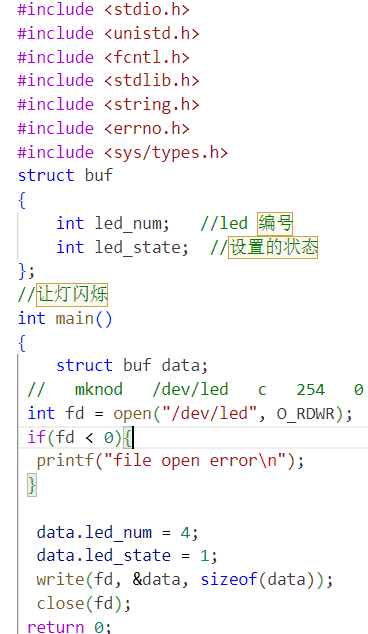 #include <stdio.h>
#include <unistd.h>
#include <fcntl.h>
#include <stdlib.h>
#include <string.h>
#include <errno.h>
#include <sys/types.h>
struct buf
{
    int led_num;   //led 编号
    int led_state;  //设置的状态
};
//让灯闪烁
int main()
{
    struct buf data;
//   mknod   /dev/led   c   254   0
int fd = open("/dev/led", O_RDWR);
if(fd < 0){
 printf("file open error\n");
}
 data.led_num = 4;
 data.led_state = 1;
 write(fd, &data, sizeof(data));
 close(fd);
return 0;